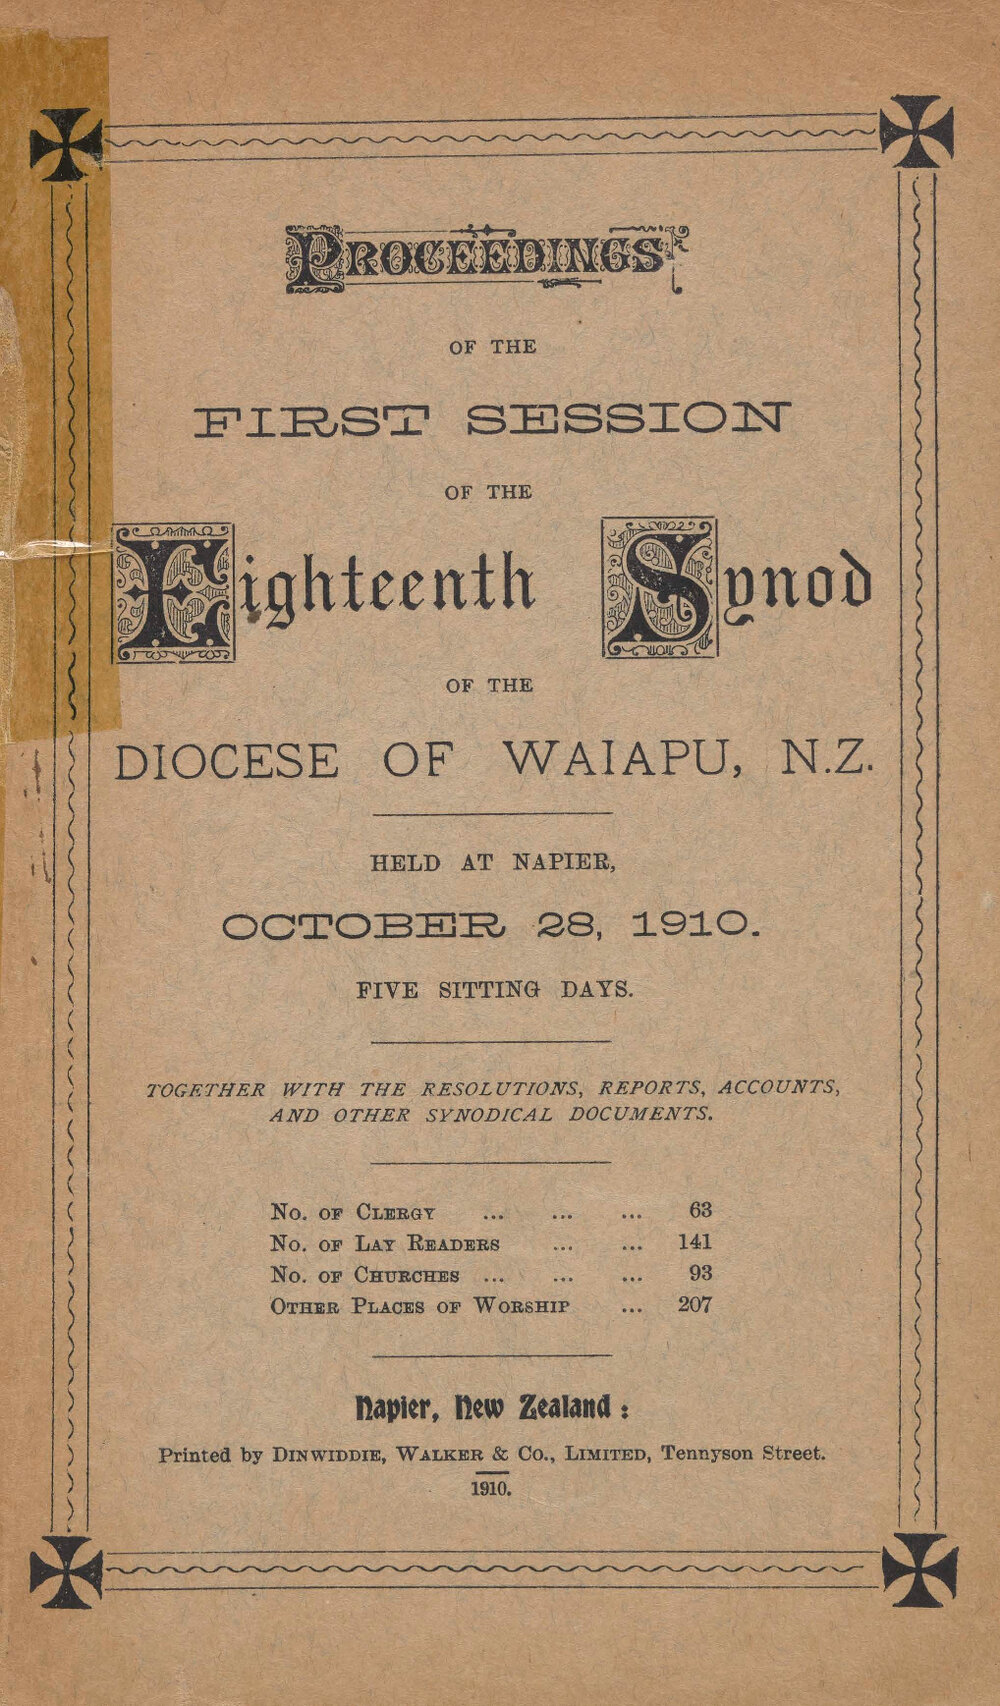 PROCEEDINGS
OF THE
FIRST SESSION
OF THE
Eighteenth Synod
OF THE
DIOCESE OF WAIAPU, N.Z.
HELD AT NAPIER,
OCTOBER 28, 1910.
FIVE SITTING DAYS.
TOGETHER WITH THE RESOLUTIONS, REPORTS, ACCOUNTS,
AND OTHER SYNODICAL DOCUMENTS.
No. of Clergy ... ... ... 63
No. of Lay Readers ... ... 141
No. of Churches ... ... ... 93
Other Places of Worship ... 207
Napier, New Zealand:
Printed by Dinwiddie, Walker & Co., Limited, Tennyson Street.
1910.